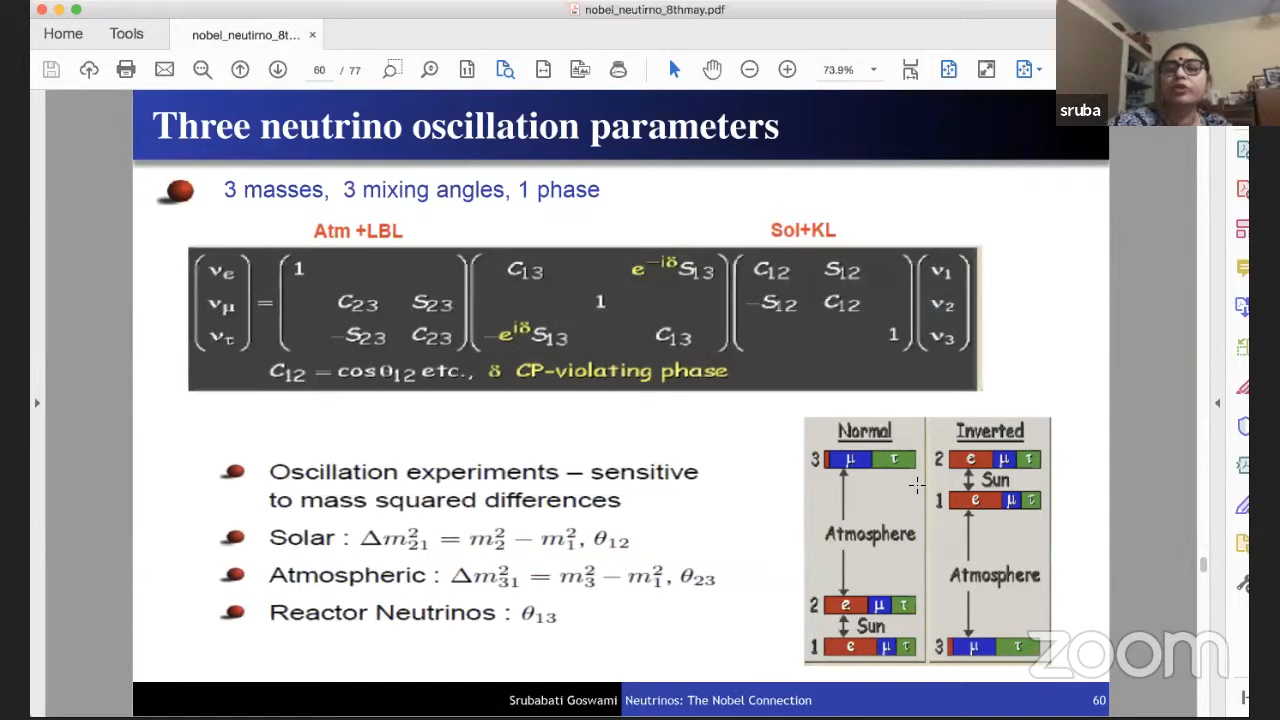 nobel_neutirno_8thmay.pdf
Home Tools nobel_neutirno_8t... ×
60 / 77 73.9%
sruba
Three neutrino oscillation parameters
3 masses, 3 mixing angles, 1 phase
Atm +LBL Sol+KL
νe 1 C13 e^−iδ S13 C12 S12 ν1
νμ = C23 S23 1 −S12 C12 ν2
ντ −S23 C23 −e^iδ S13 C13 1 ν3
C12 = cosθ12 etc., δ CP-violating phase
Oscillation experiments – sensitive
to mass squared differences
Solar : Δm²21 = m²2 − m²1, θ12
Atmospheric : Δm²31 = m²3 − m²1, θ23
Reactor Neutrinos : θ13
Normal
3 μ τ
Atmosphere
2 e μ τ
Sun
1 e μ τ
Inverted
2 e μ τ
Sun
1 e μ τ
Atmosphere
3 μ τ
zoom
Srubabati Goswami Neutrinos: The Nobel Connection 60